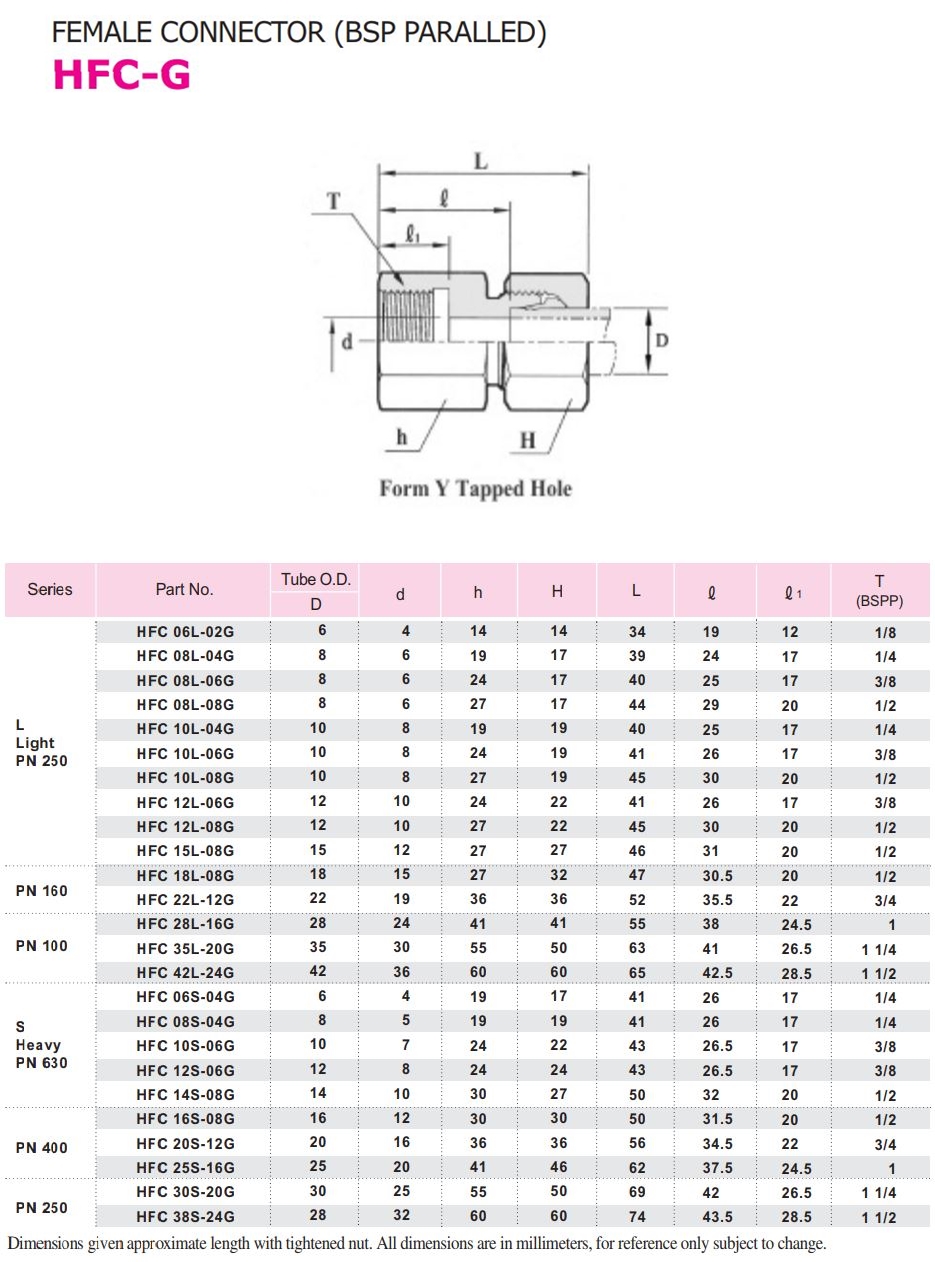 FEMALE CONNECTOR (BSP PARALLED)
HFC-G
L
T
ℓ
ℓ1
d
D
h
H
Form Y Tapped Hole
Series Part No. Tube O.D. D d h H L ℓ ℓ 1 T (BSPP)
L Light PN 250
HFC 06L-02G 6 4 14 14 34 19 12 1/8
HFC 08L-04G 8 6 19 17 39 24 17 1/4
HFC 08L-06G 8 6 24 17 40 25 17 3/8
HFC 08L-08G 8 6 27 17 44 29 20 1/2
HFC 10L-04G 10 8 19 19 40 25 17 1/4
HFC 10L-06G 10 8 24 19 41 26 17 3/8
HFC 10L-08G 10 8 27 19 45 30 20 1/2
HFC 12L-06G 12 10 24 22 41 26 17 3/8
HFC 12L-08G 12 10 27 22 45 30 20 1/2
HFC 15L-08G 15 12 27 27 46 31 20 1/2
PN 160
HFC 18L-08G 18 15 27 32 47 30.5 20 1/2
HFC 22L-12G 22 19 36 36 52 35.5 22 3/4
PN 100
HFC 28L-16G 28 24 41 41 55 38 24.5 1
HFC 35L-20G 35 30 55 50 63 41 26.5 1 1/4
HFC 42L-24G 42 36 60 60 65 42.5 28.5 1 1/2
S Heavy PN 630
HFC 06S-04G 6 4 19 17 41 26 17 1/4
HFC 08S-04G 8 5 19 19 41 26 17 1/4
HFC 10S-06G 10 7 24 22 43 26.5 17 3/8
HFC 12S-06G 12 8 24 24 43 26.5 17 3/8
HFC 14S-08G 14 10 30 27 50 32 20 1/2
PN 400
HFC 16S-08G 16 12 30 30 50 31.5 20 1/2
HFC 20S-12G 20 16 36 36 56 34.5 22 3/4
HFC 25S-16G 25 20 41 46 62 37.5 24.5 1
PN 250
HFC 30S-20G 30 25 55 50 69 42 26.5 1 1/4
HFC 38S-24G 28 32 60 60 74 43.5 28.5 1 1/2
Dimensions given approximate length with tightened nut. All dimensions are in millimeters, for reference only subject to change.